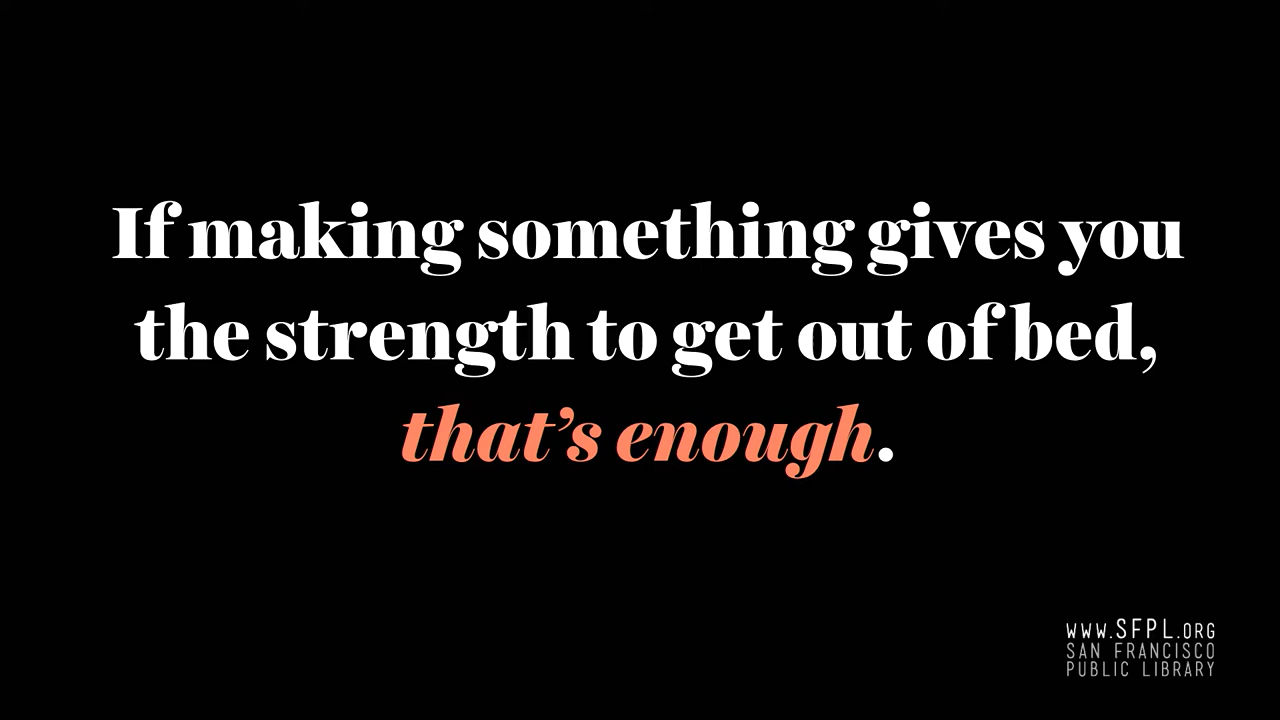 If making something gives you
the strength to get out of bed,
that’s enough.
WWW.SFPL.ORG
SAN FRANCISCO
PUBLIC LIBRARY